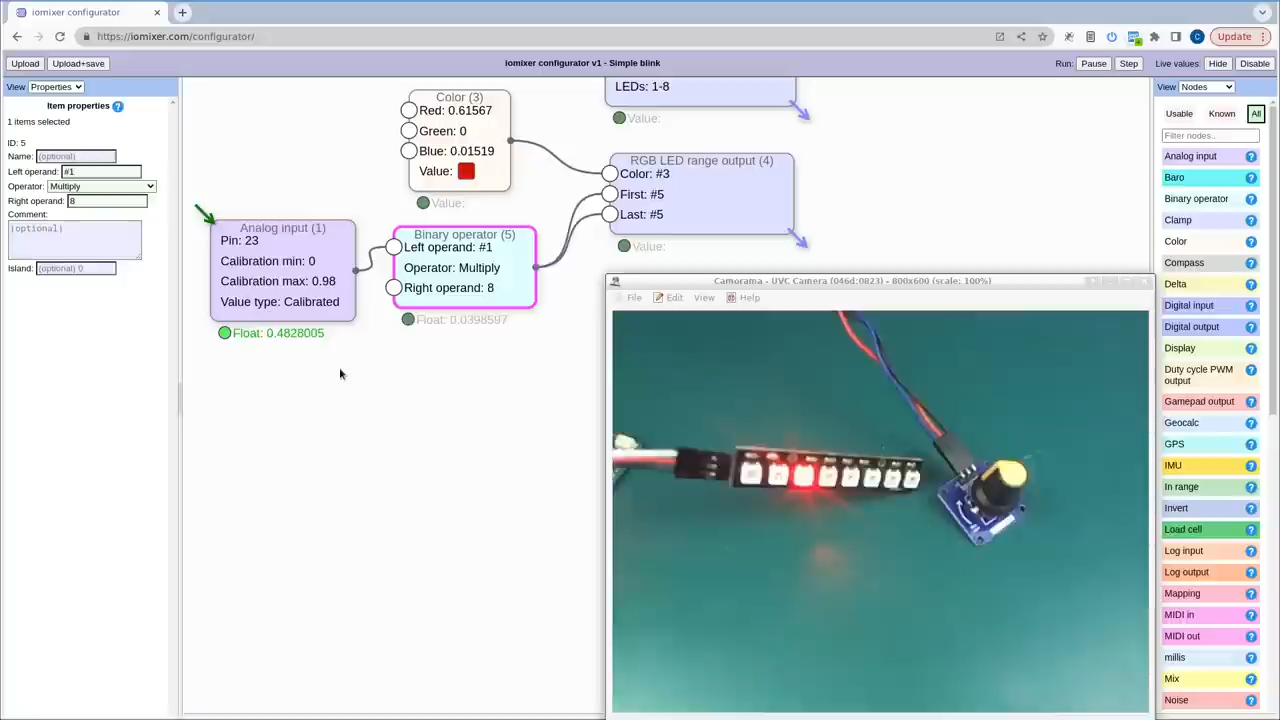 iomixer configurator
https://iomixer.com/configurator/
C
Update
Upload
Upload+save
iomixer configurator v1 - Simple blink
Run:
Pause
Step
Live values:
Hide
Disable
View
Properties
Item properties
1 items selected
ID: 5
Name:
(optional)
Left operand:
#1
Operator:
Multiply
Right operand:
8
Comment:
(optional)
Island:
(optional) 0
Color (3)
Red: 0.61567
Green: 0
Blue: 0.01519
Value:
Value:
LEDs: 1-8
Value:
RGB LED range output (4)
Color: #3
First: #5
Last: #5
Value:
Analog input (1)
Pin: 23
Calibration min: 0
Calibration max: 0.98
Value type: Calibrated
Float: 0.4828005
Binary operator (5)
Left operand: #1
Operator: Multiply
Right operand: 8
Float: 0.0398597
Camorama - UVC Camera (046d:0823) - 800x600 (scale: 100%)
File
Edit
View
Help
View
Nodes
Usable
Known
All
Filter nodes..
Analog input
Baro
Binary operator
Clamp
Color
Compass
Delta
Digital input
Digital output
Display
Duty cycle PWM
output
Gamepad output
Geocalc
GPS
IMU
In range
Invert
Load cell
Log input
Log output
Mapping
MIDI in
MIDI out
millis
Mix
Noise